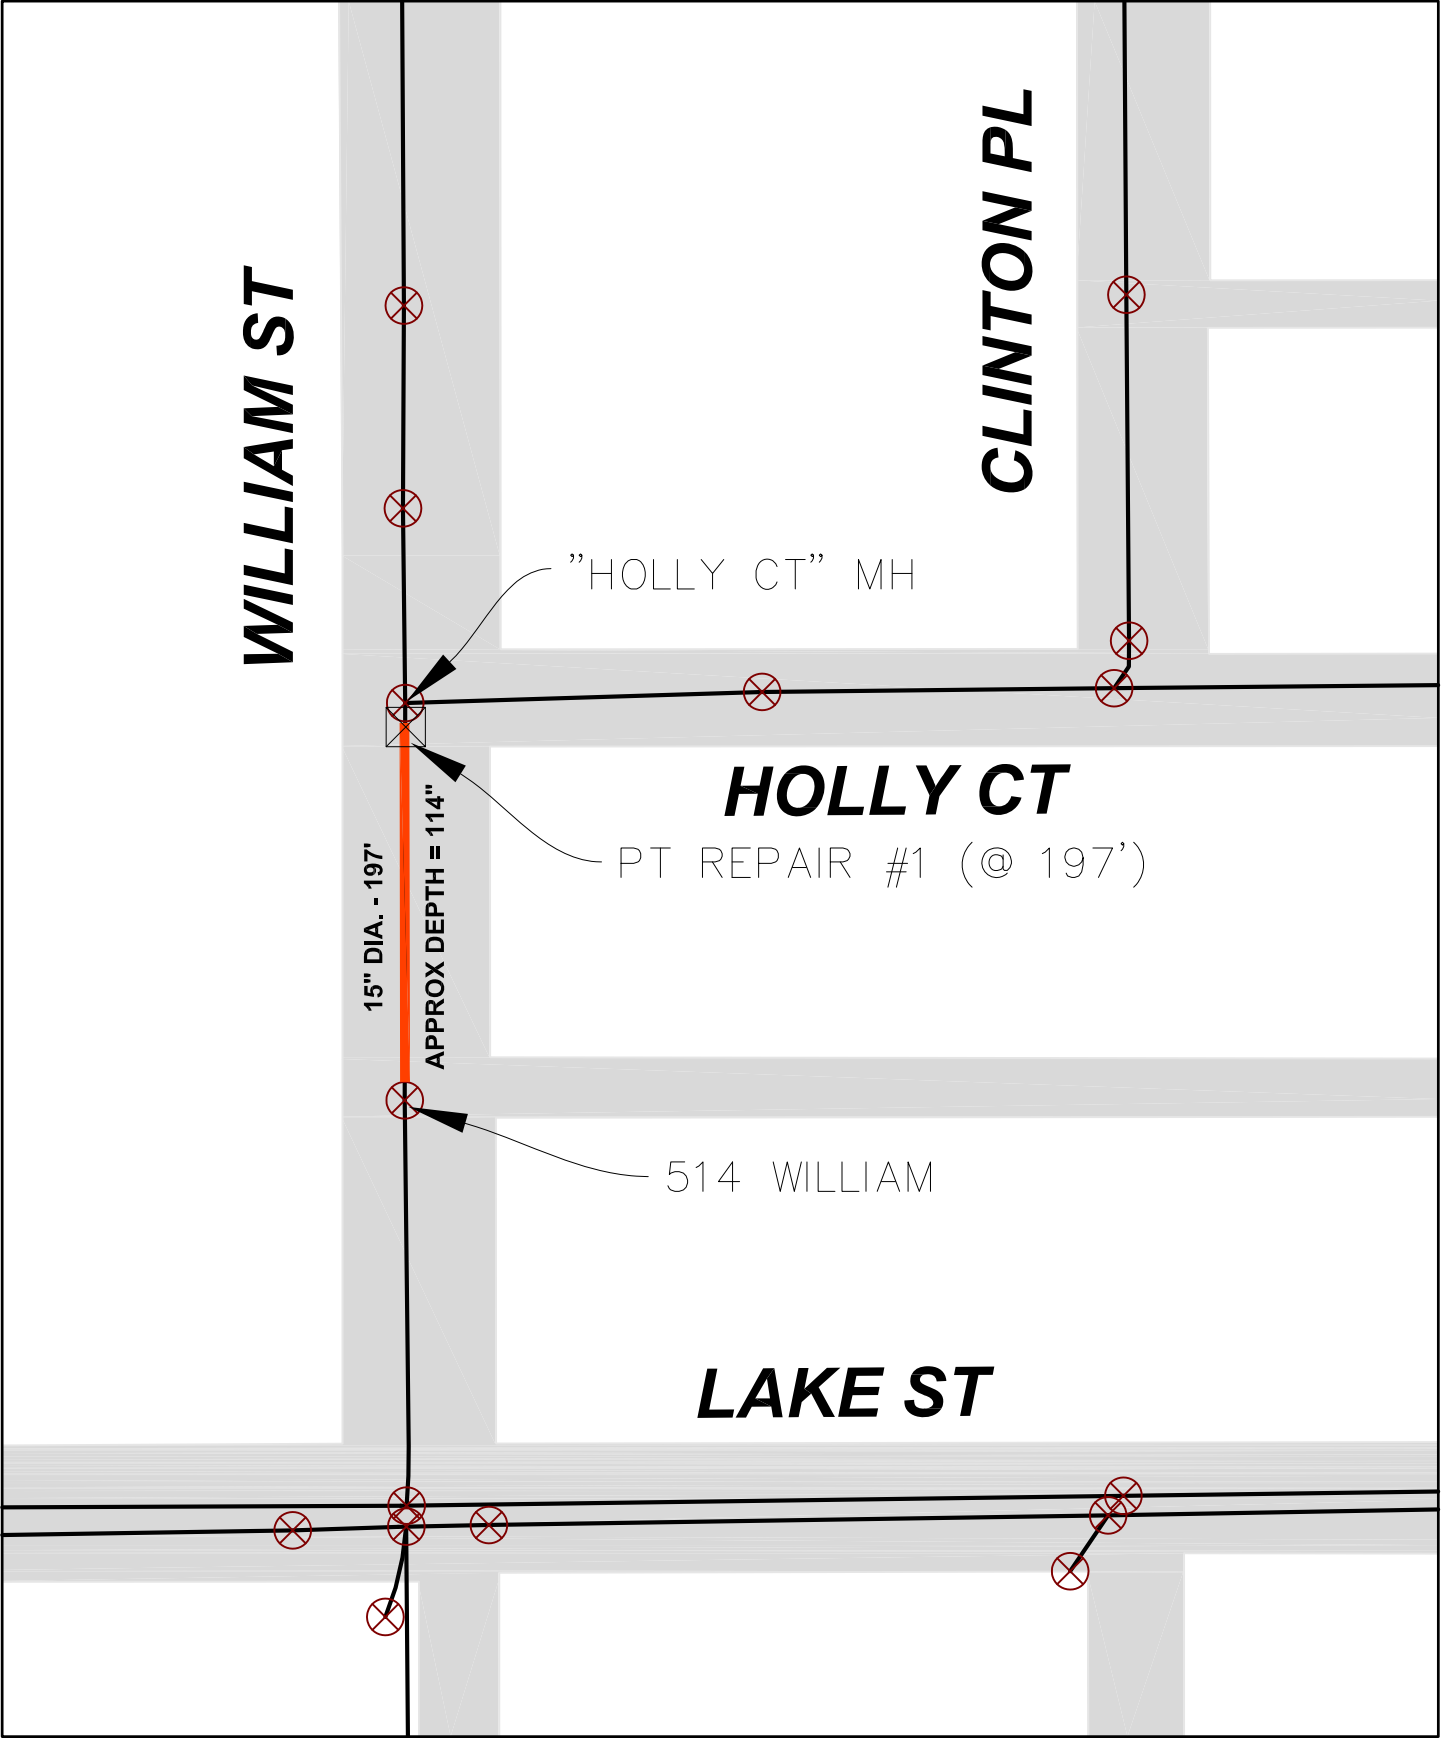 CLINTON PL
WILLIAM ST
”HOLLY CT” MH
HOLLY CT
PT REPAIR #1 (@ 197’)
15" DIA. - 197'
APPROX DEPTH = 114"
514 WILLIAM
LAKE ST